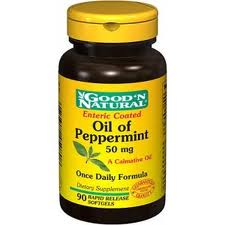 GOOD'N
NATURAL®
Enteric Coated
Oil of
Peppermint
50 mg
A Calmative Oil
Once Daily Formula
Dietary Supplement
90 RAPID RELEASE
SOFTGELS